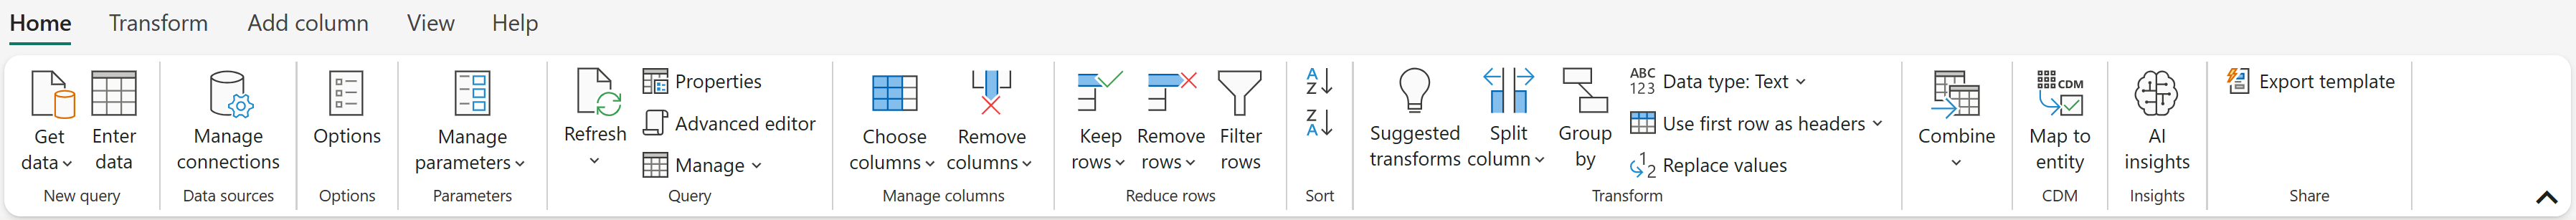 Home Transform Add column View Help
Get data
Enter data
New query
Manage connections
Data sources
Options
Options
Manage parameters
Parameters
Refresh
Properties
Advanced editor
Manage
Query
Choose columns
Remove columns
Manage columns
Keep rows
Remove rows
Filter rows
Reduce rows
A
Z
Z
A
Sort
Suggested transforms
Split column
Group by
ABC
123
Data type: Text
Use first row as headers
1
2
Replace values
Transform
Combine
CDM
Map to entity
CDM
AI insights
Insights
Export template
Share